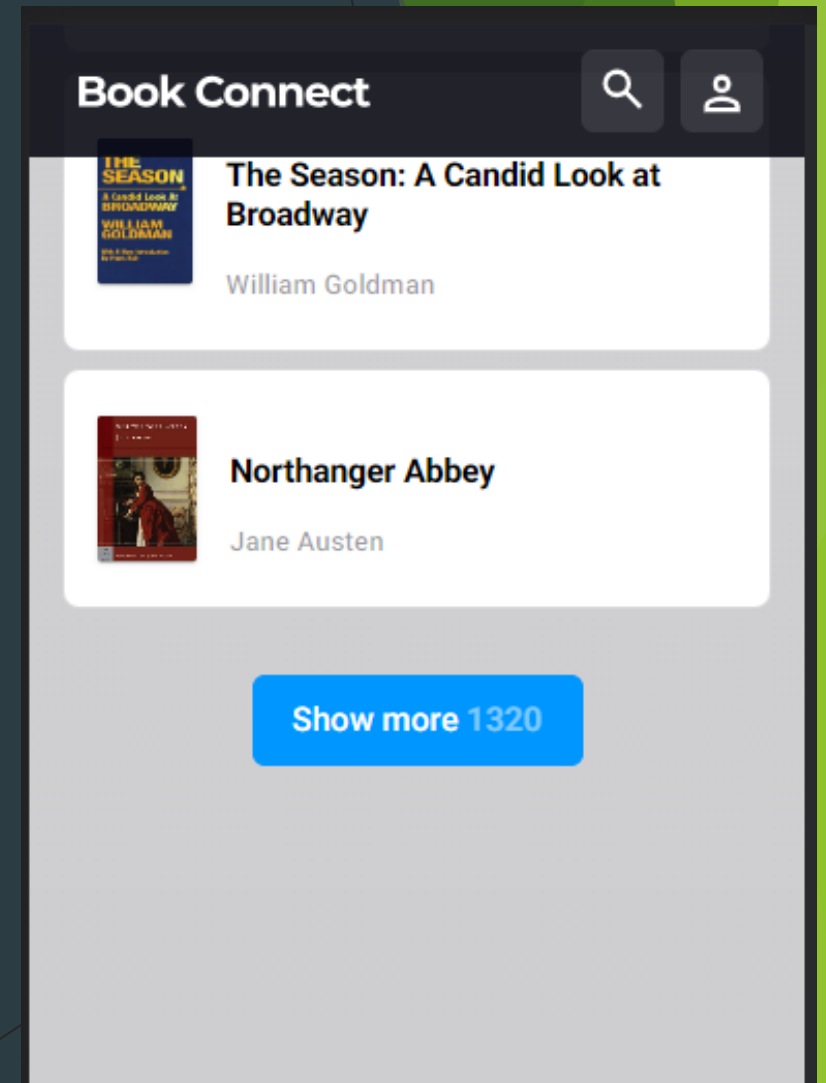 Book Connect
THE
SEASON
A Candid Look At
BROADWAY
WILLIAM
GOLDMAN
The Season: A Candid Look at
Broadway
William Goldman
Northanger Abbey
Jane Austen
Show more 1320